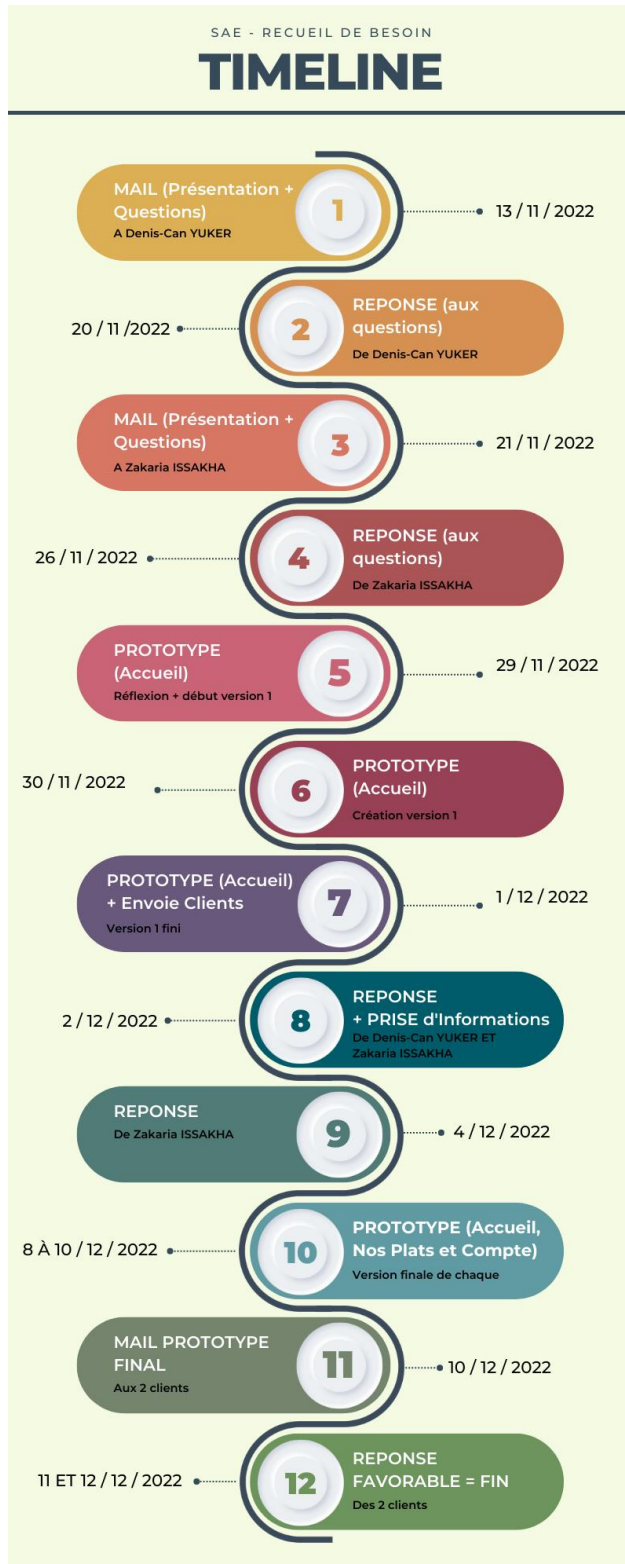 SAE - RECUEIL DE BESOIN
TIMELINE
MAIL (Présentation +
Questions)
A Denis-Can YUKER
1
13 / 11 / 2022
20 / 11 /2022
2
REPONSE (aux
questions)
De Denis-Can YUKER
MAIL (Présentation +
Questions)
A Zakaria ISSAKHA
3
21 / 11 / 2022
26 / 11 / 2022
4
REPONSE (aux
questions)
De Zakaria ISSAKHA
PROTOTYPE
(Accueil)
Réflexion + début version 1
5
29 / 11 / 2022
30 / 11 / 2022
6
PROTOTYPE
(Accueil)
Création version 1
PROTOTYPE (Accueil)
+ Envoie Clients
Version 1 fini
7
1 / 12 / 2022
2 / 12 / 2022
8
REPONSE
+ PRISE d'Informations
De Denis-Can YUKER ET
Zakaria ISSAKHA
REPONSE
De Zakaria ISSAKHA
9
4 / 12 / 2022
8 À 10 / 12 / 2022
10
PROTOTYPE (Accueil,
Nos Plats et Compte)
Version finale de chaque
MAIL PROTOTYPE
FINAL
Aux 2 clients
11
10 / 12 / 2022
11 ET 12 / 12 / 2022
12
REPONSE
FAVORABLE = FIN
Des 2 clients